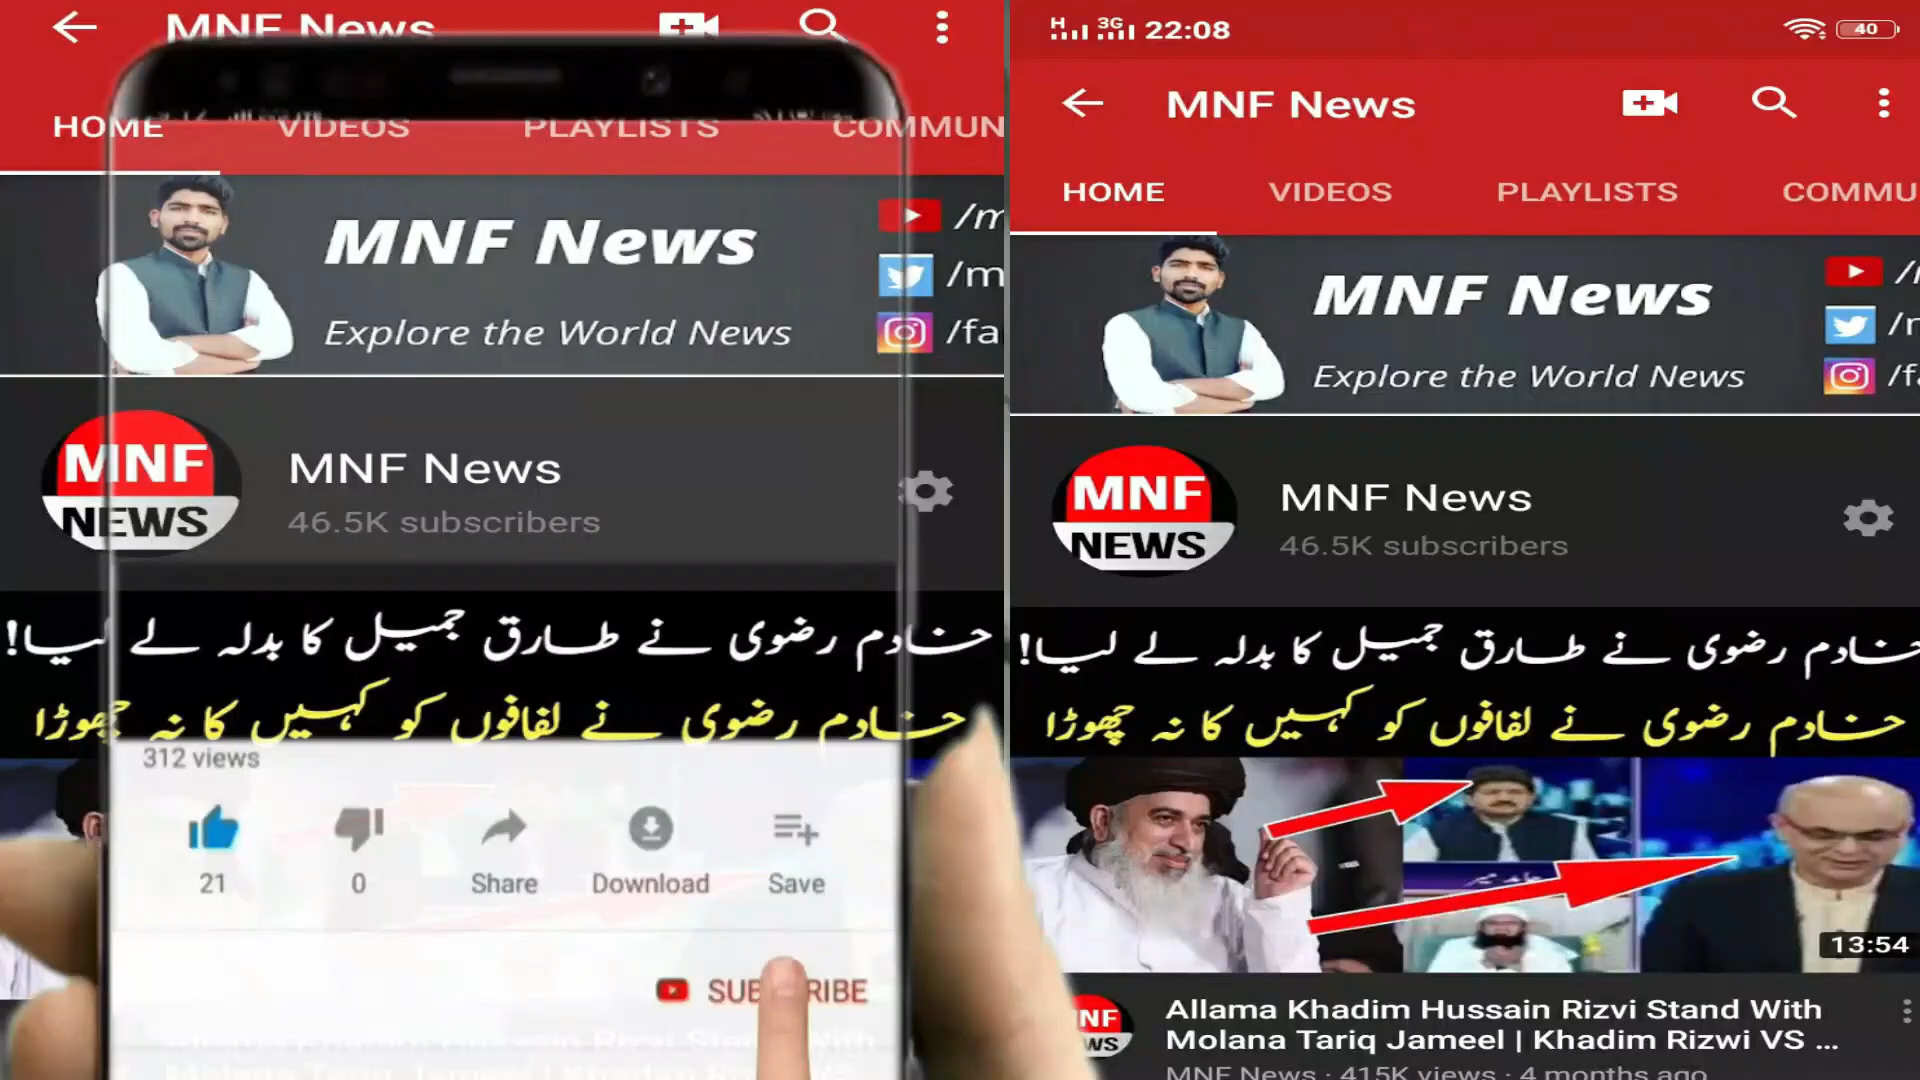 MNF News
HOME VIDEOS PLAYLISTS COMMUN
MNF News
Explore the World News
/m
/m
/fa
MNF
NEWS
MNF News
46.5K subscribers
خادم رضوی نے طارق جمیل کا بدلہ لے لیا!
خادم رضوی نے لفافوں کو کہیں کا نہ چھوڑا
312 views
21 0 Share Download Save
SUBSCRIBE
H 3G 22:08 40
MNF News
HOME VIDEOS PLAYLISTS COMMU
MNF News
Explore the World News
MNF
NEWS
MNF News
46.5K subscribers
خادم رضوی نے طارق جمیل کا بدلہ لے لیا!
خادم رضوی نے لفافوں کو کہیں کا نہ چھوڑا
حامد میر
13:54
Allama Khadim Hussain Rizvi Stand With
Molana Tariq Jameel | Khadim Rizwi VS ...
MNF News · 415K views · 4 months ago